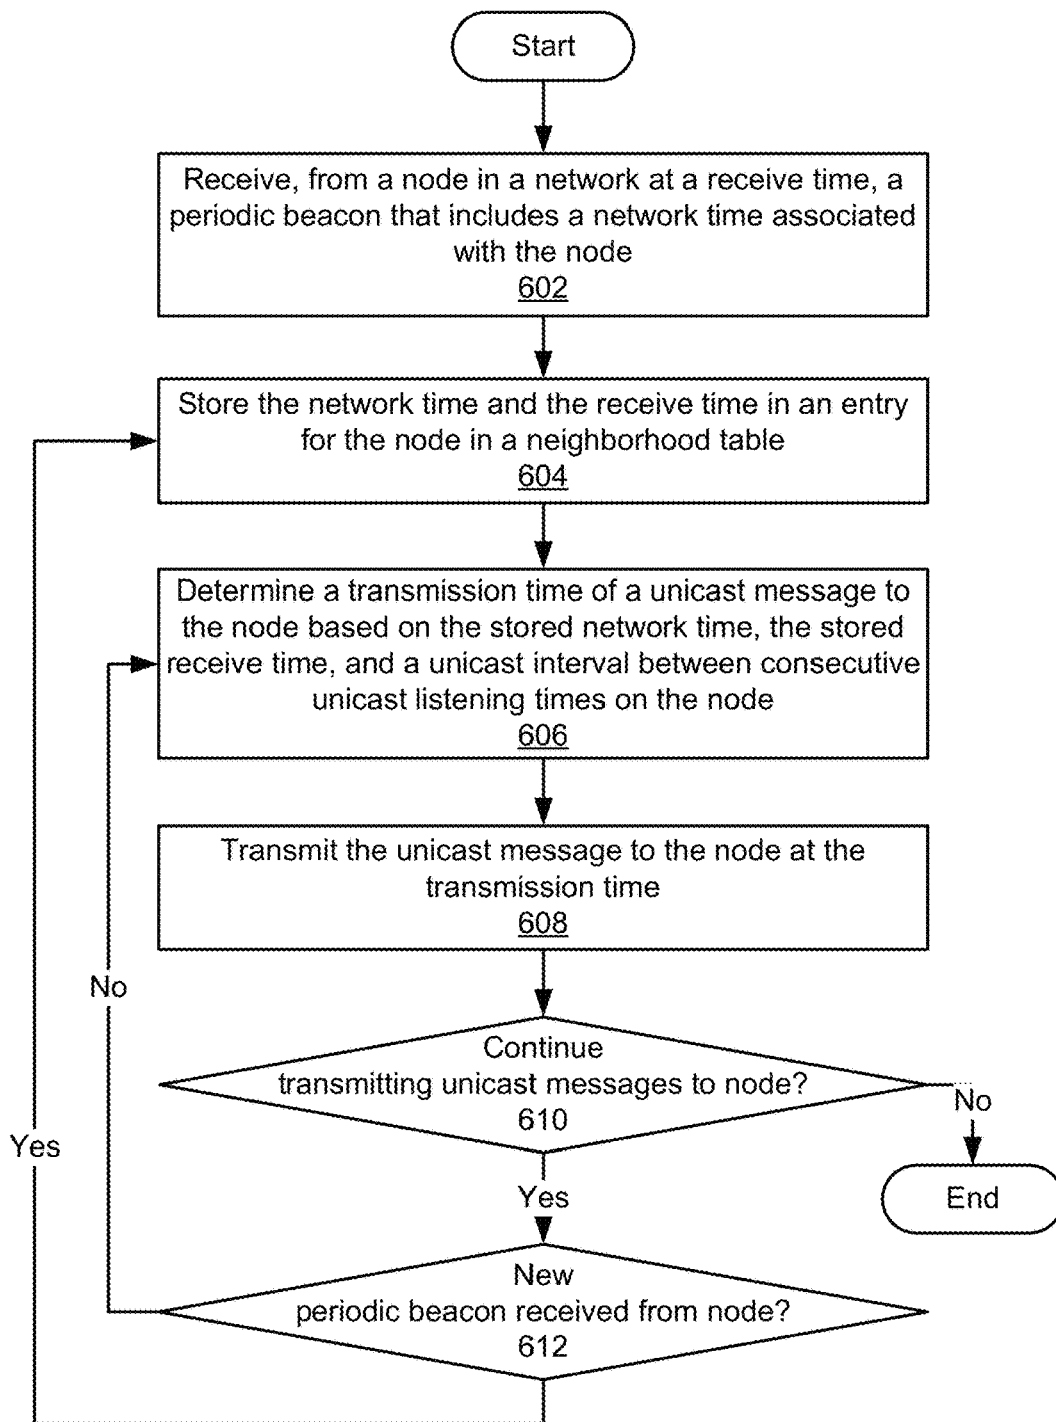 Start
Receive, from a node in a network at a receive time, a
periodic beacon that includes a network time associated
with the node
602
Store the network time and the receive time in an entry
for the node in a neighborhood table
604
Determine a transmission time of a unicast message to
the node based on the stored network time, the stored
receive time, and a unicast interval between consecutive
unicast listening times on the node
606
Transmit the unicast message to the node at the
transmission time
608
No
Continue
transmitting unicast messages to node?
610
No
Yes
Yes
End
New
periodic beacon received from node?
612